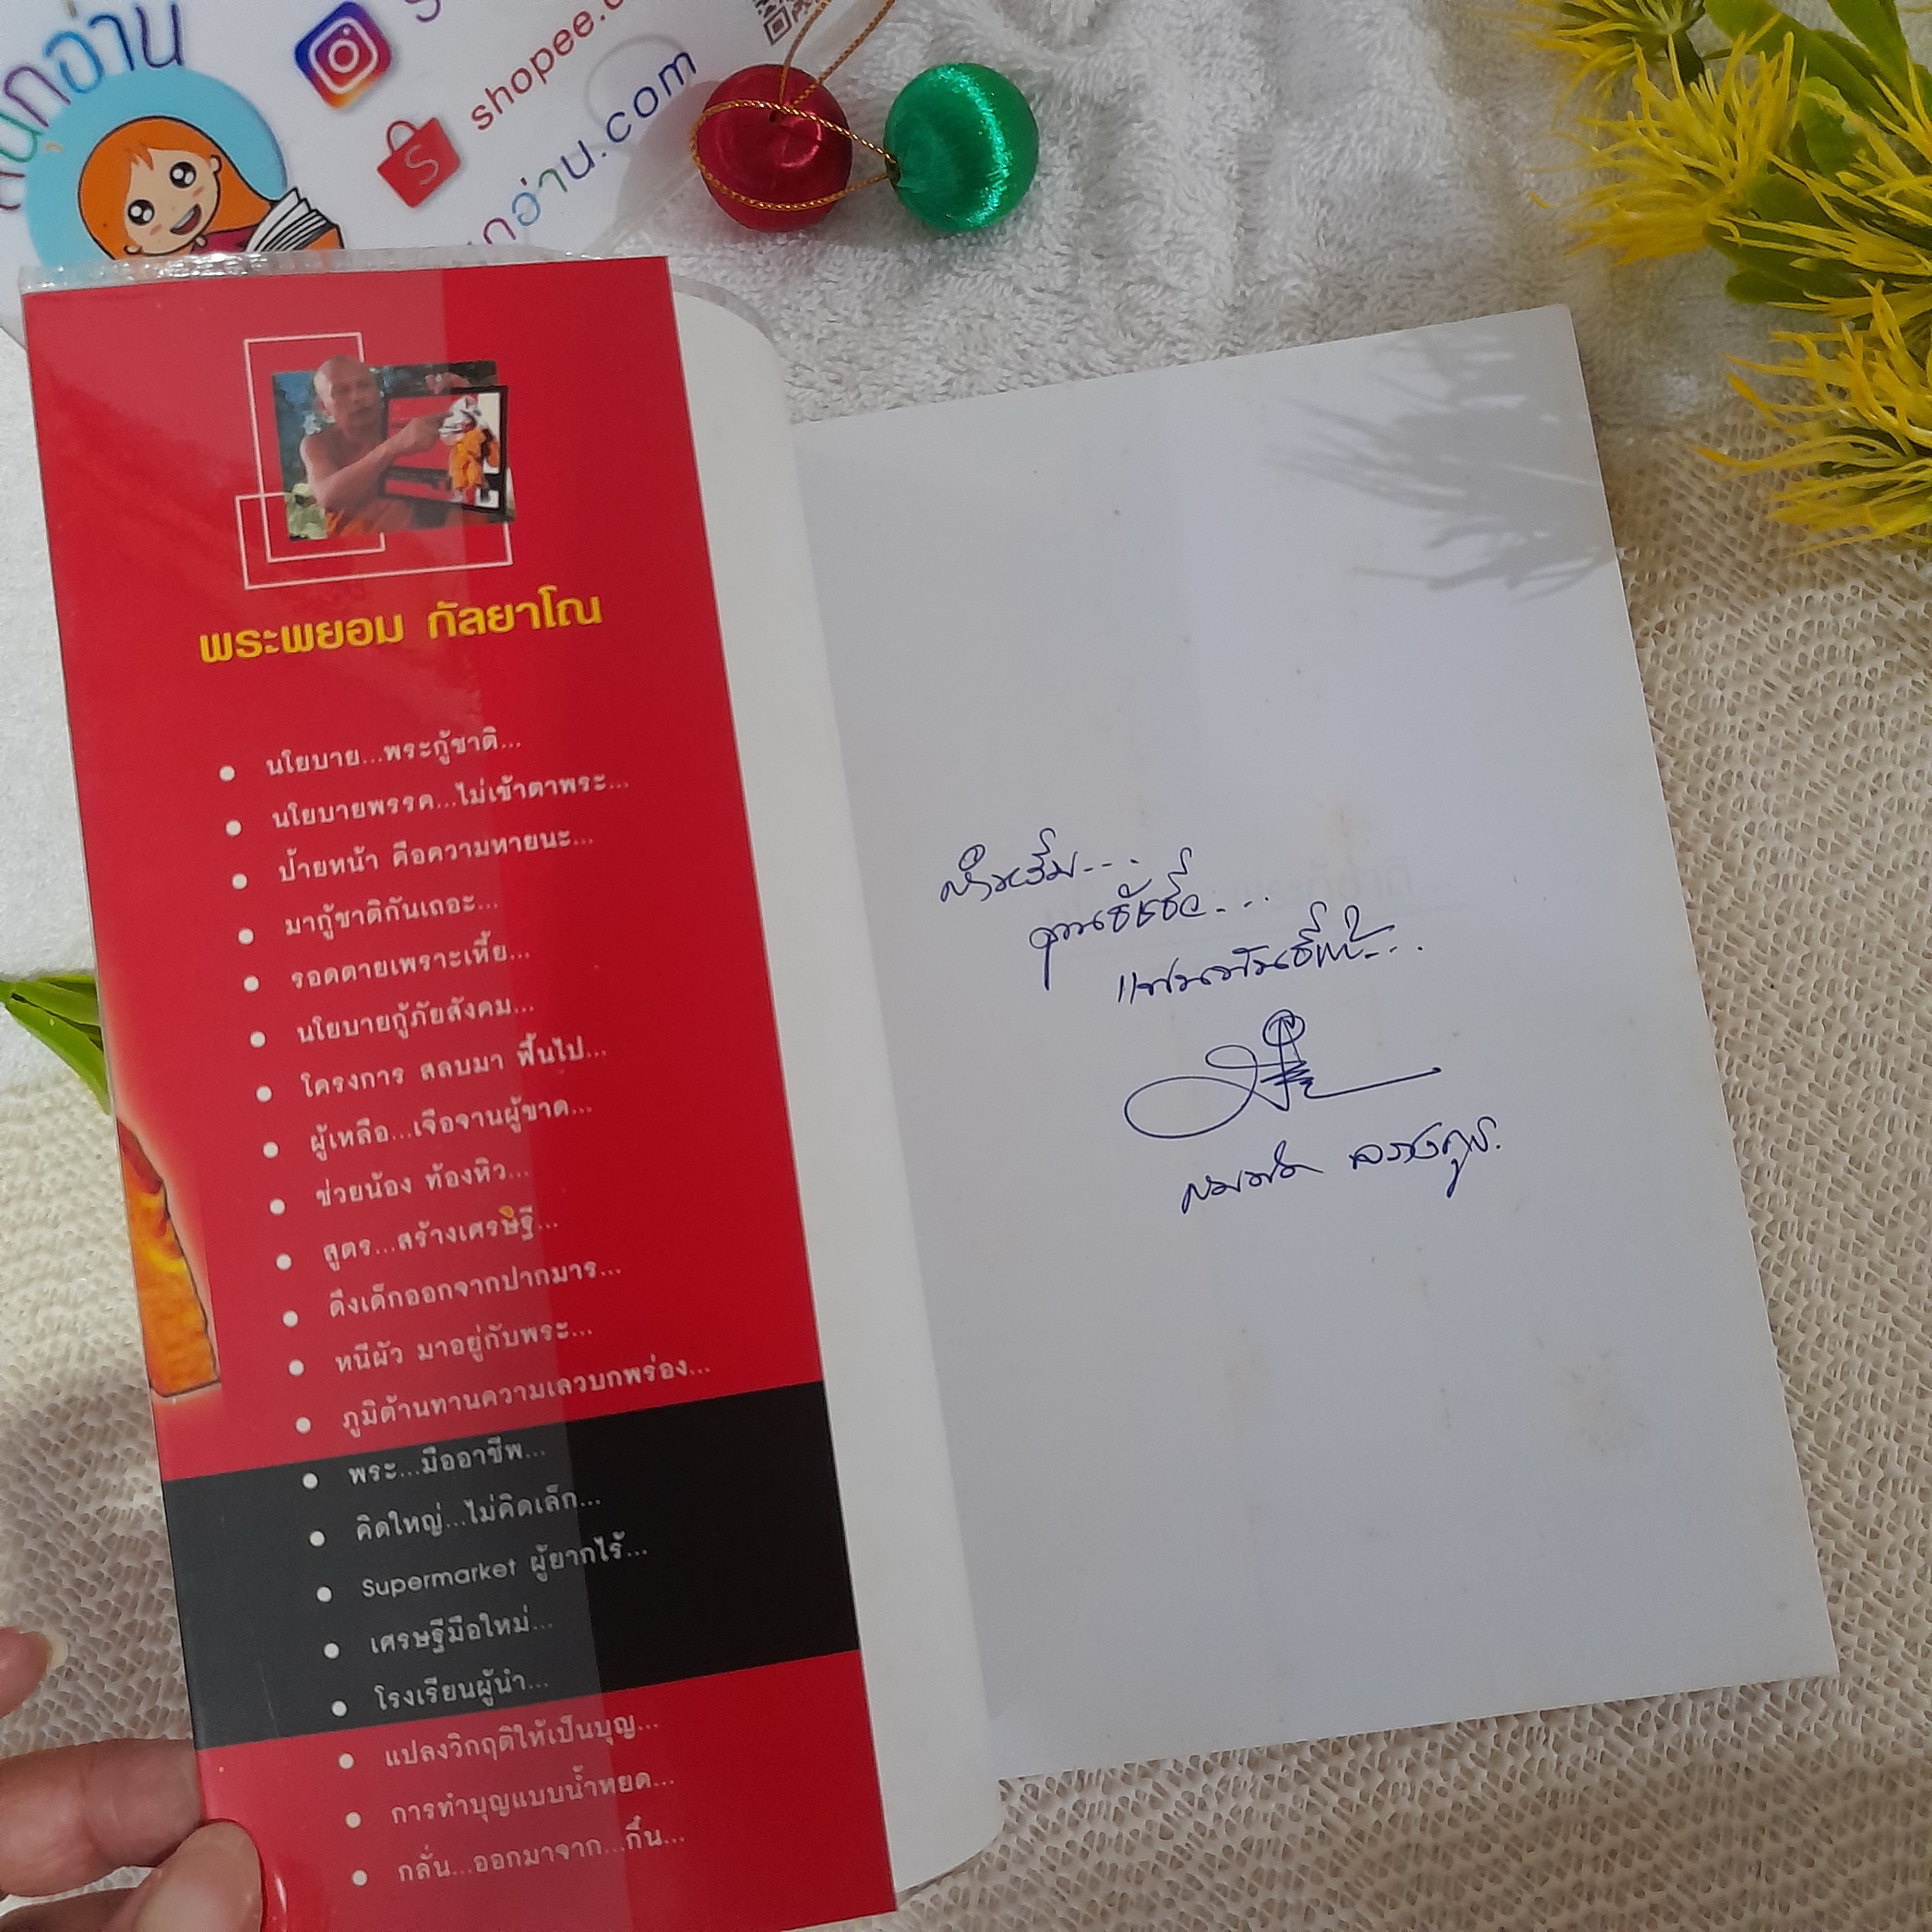 shopee.
.com
พระพยอม กัลยาโณ
นโยบาย...พระกู้ชาติ...
นโยบายพรรค...ไม่เข้าตาพระ...
ป้ายหน้า คือความหายนะ...
มากู้ชาติกันเถอะ...
รอดตายเพราะเหี้ย...
นโยบายกู้ภัยสังคม...
โครงการ สลบมา ฟื้นไป...
ผู้เหลือ...เจือจานผู้ขาด...
ช่วยน้อง ท้องหิว...
สูตร...สร้างเศรษฐี...
ดึงเด็กออกจากปากมาร...
หนีผัว มาอยู่กับพระ...
ภูมิต้านทานความเลวบกพร่อง...
พระ...มืออาชีพ...
คิดใหญ่...ไม่คิดเล็ก...
Supermarket ผู้ยากไร้...
เศรษฐีมือใหม่...
โรงเรียนผู้นำ...
แปลงวิกฤติให้เป็นบุญ...
การทำบุญแบบน้ำหยด...
กลั่น...ออกมาจาก...กึ๋น...